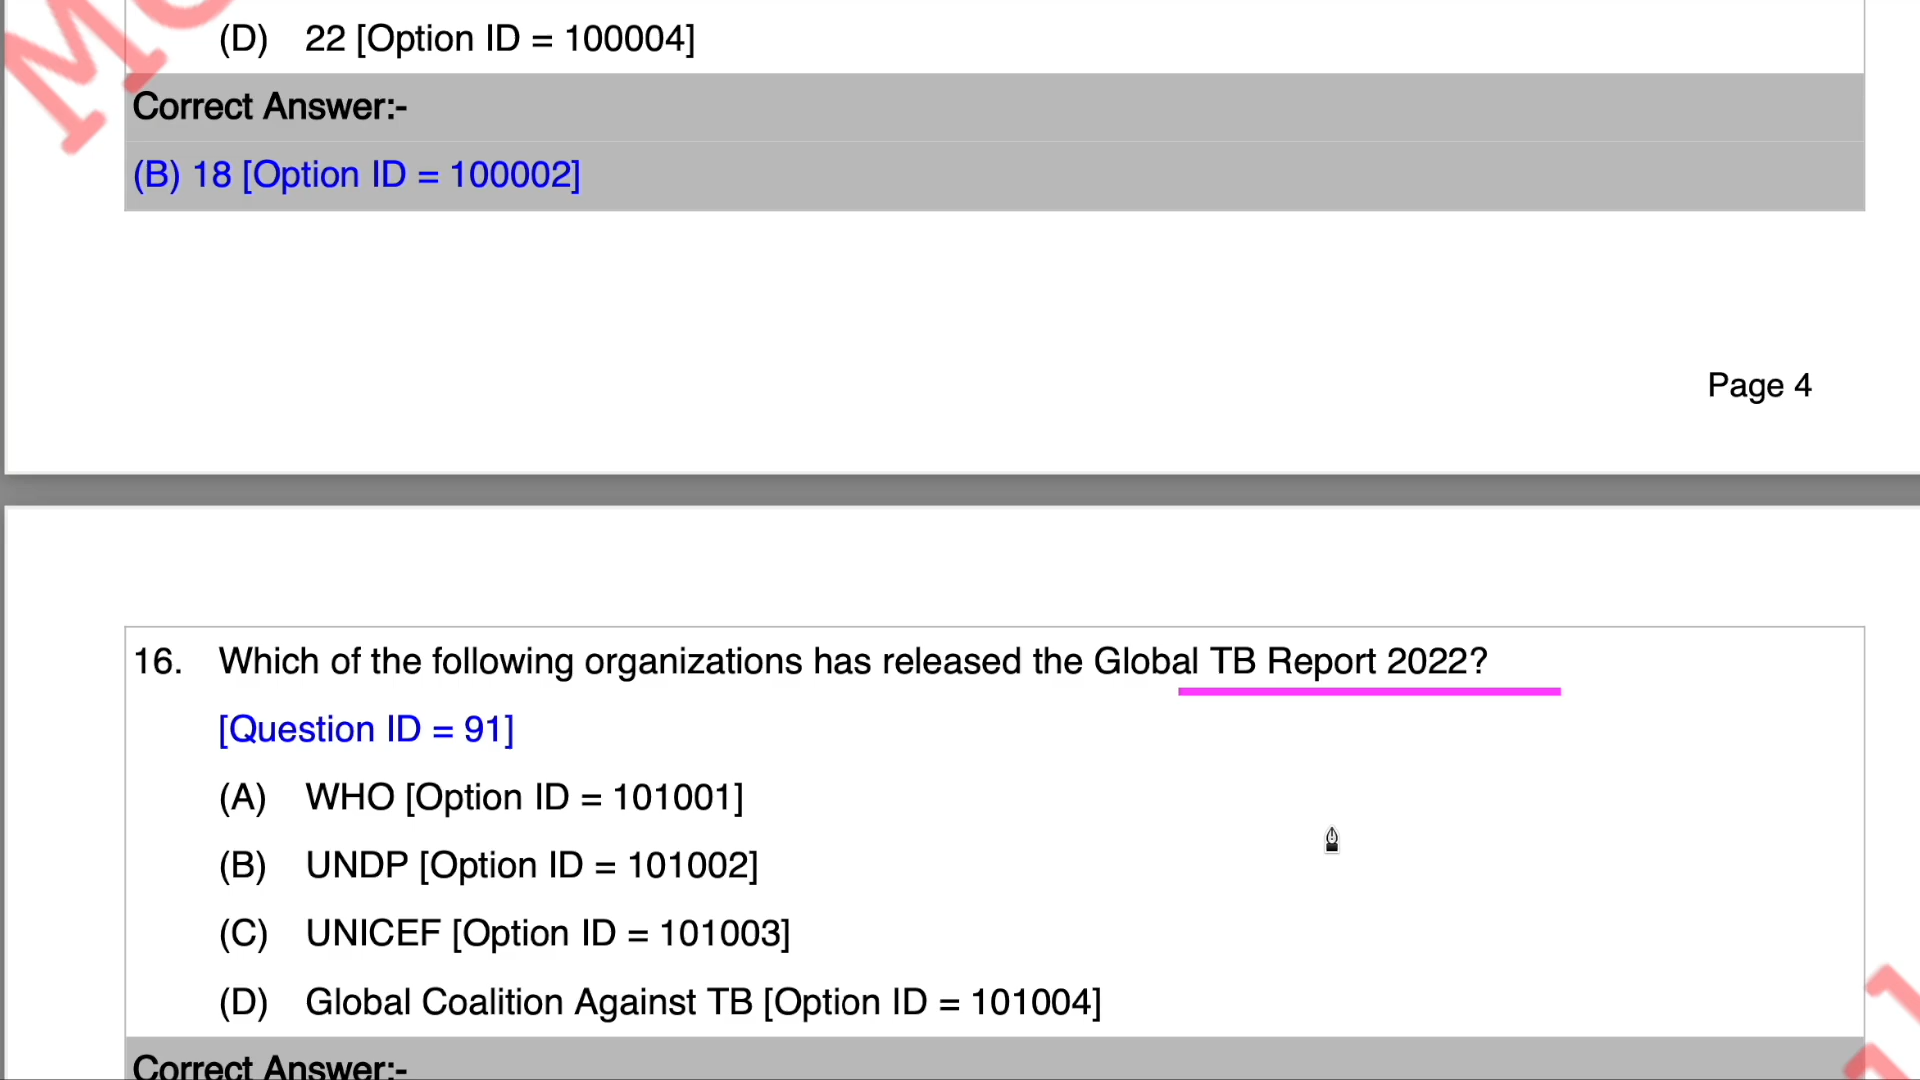 (D) 22 [Option ID = 100004]
Correct Answer:-
(B) 18 [Option ID = 100002]
Page 4
16. Which of the following organizations has released the Global TB Report 2022?
[Question ID = 91]
(A) WHO [Option ID = 101001]
(B) UNDP [Option ID = 101002]
(C) UNICEF [Option ID = 101003]
(D) Global Coalition Against TB [Option ID = 101004]
Correct Answer:-